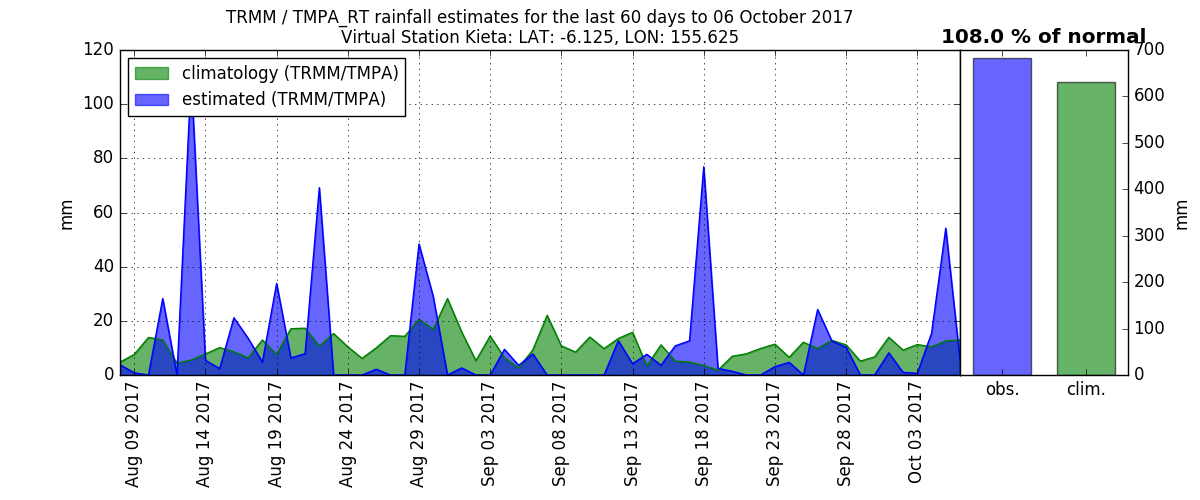 TRMM / TMPA_RT rainfall estimates for the last 60 days to 06 October 2017
Virtual Station Kieta: LAT: -6.125, LON: 155.625
108.0 % of normal
climatology (TRMM/TMPA)
estimated (TRMM/TMPA)
mm
120
100
80
60
40
20
0
Aug 09 2017
Aug 14 2017
Aug 19 2017
Aug 24 2017
Aug 29 2017
Sep 03 2017
Sep 08 2017
Sep 13 2017
Sep 18 2017
Sep 23 2017
Sep 28 2017
Oct 03 2017
obs.
clim.
700
600
500
400
300
200
100
0
mm